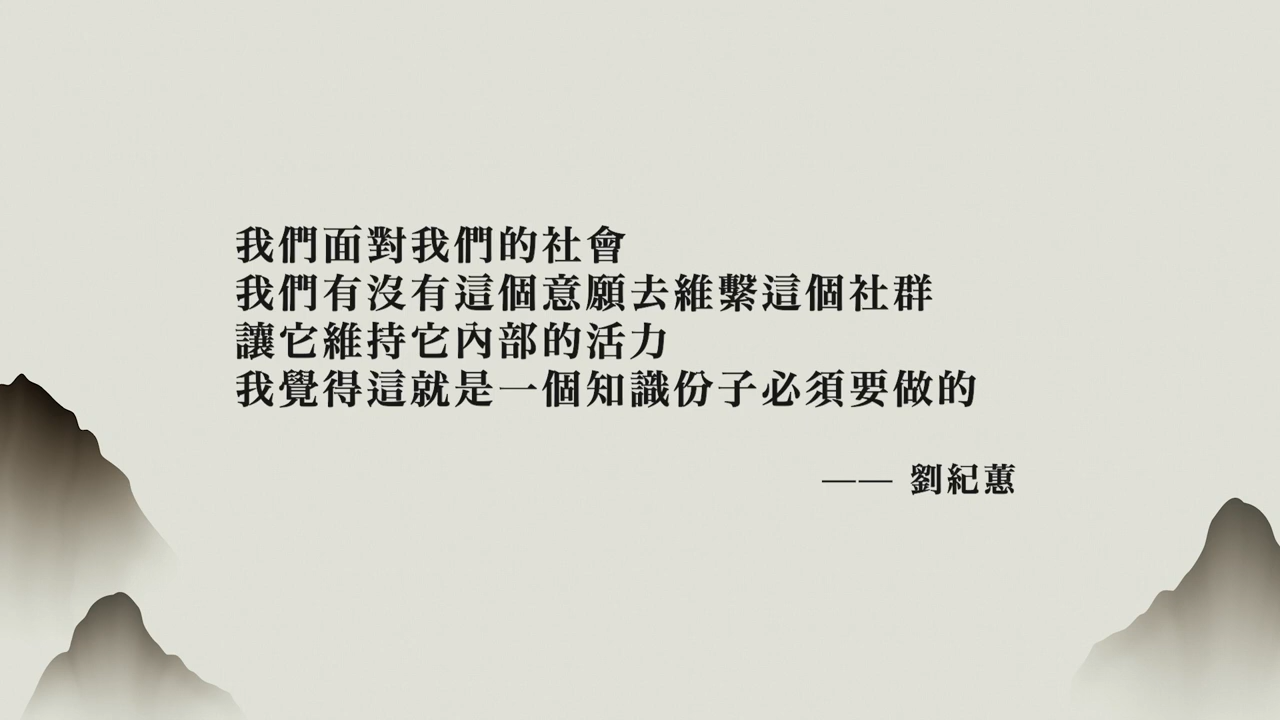 我們面對我們的社會
我們有沒有這個意願去維繫這個社群
讓它維持它內部的活力
我覺得這就是一個知識份子必須要做的
—— 劉紀蕙